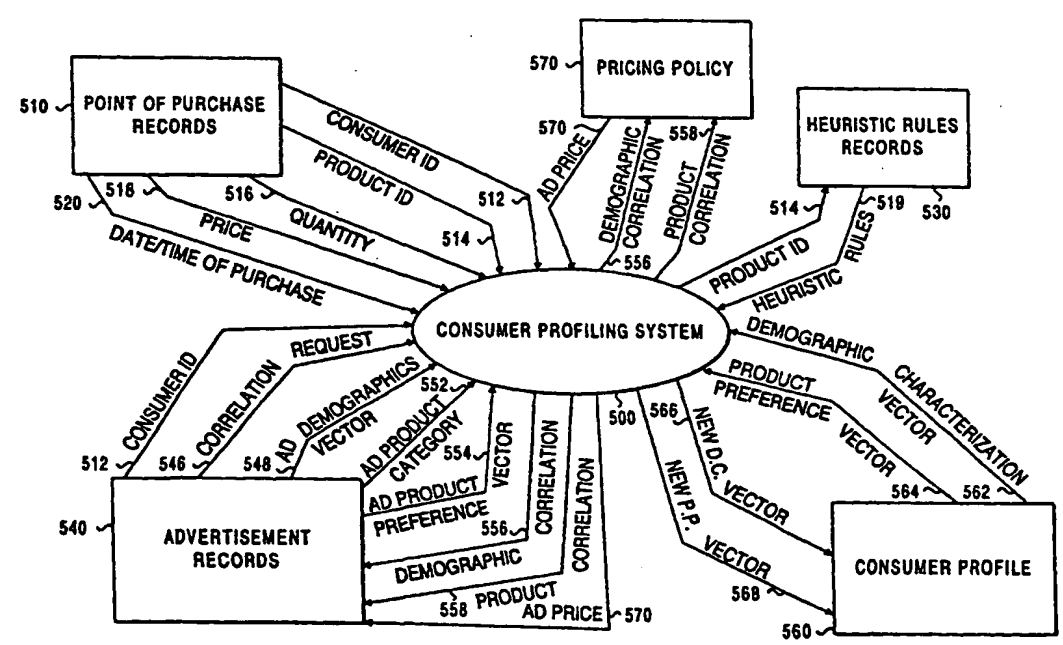 570
PRICING POLICY
510
POINT OF PURCHASE
RECORDS
HEURISTIC RULES
RECORDS
530
CONSUMER ID
PRODUCT ID
512
514
520
518
516
DATE/TIME OF PURCHASE
PRICE
QUANTITY
570
AD PRICE
DEMOGRAPHIC
CORRELATION
556
558
PRODUCT
CORRELATION
514
PRODUCT ID
519
HEURISTIC RULES
CONSUMER PROFILING SYSTEM
500
CONSUMER ID
512
CORRELATION REQUEST
546
AD DEMOGRAPHICS
VECTOR
548
552
AD PRODUCT
CATEGORY
554
AD PRODUCT
PREFERENCE VECTOR
556
DEMOGRAPHIC CORRELATION
558
PRODUCT CORRELATION
AD PRICE
570
566
NEW D.C. VECTOR
NEW P.P. VECTOR
568
DEMOGRAPHIC CHARACTERIZATION
VECTOR
562
PRODUCT
PREFERENCE VECTOR
564
540
ADVERTISEMENT
RECORDS
CONSUMER PROFILE
560